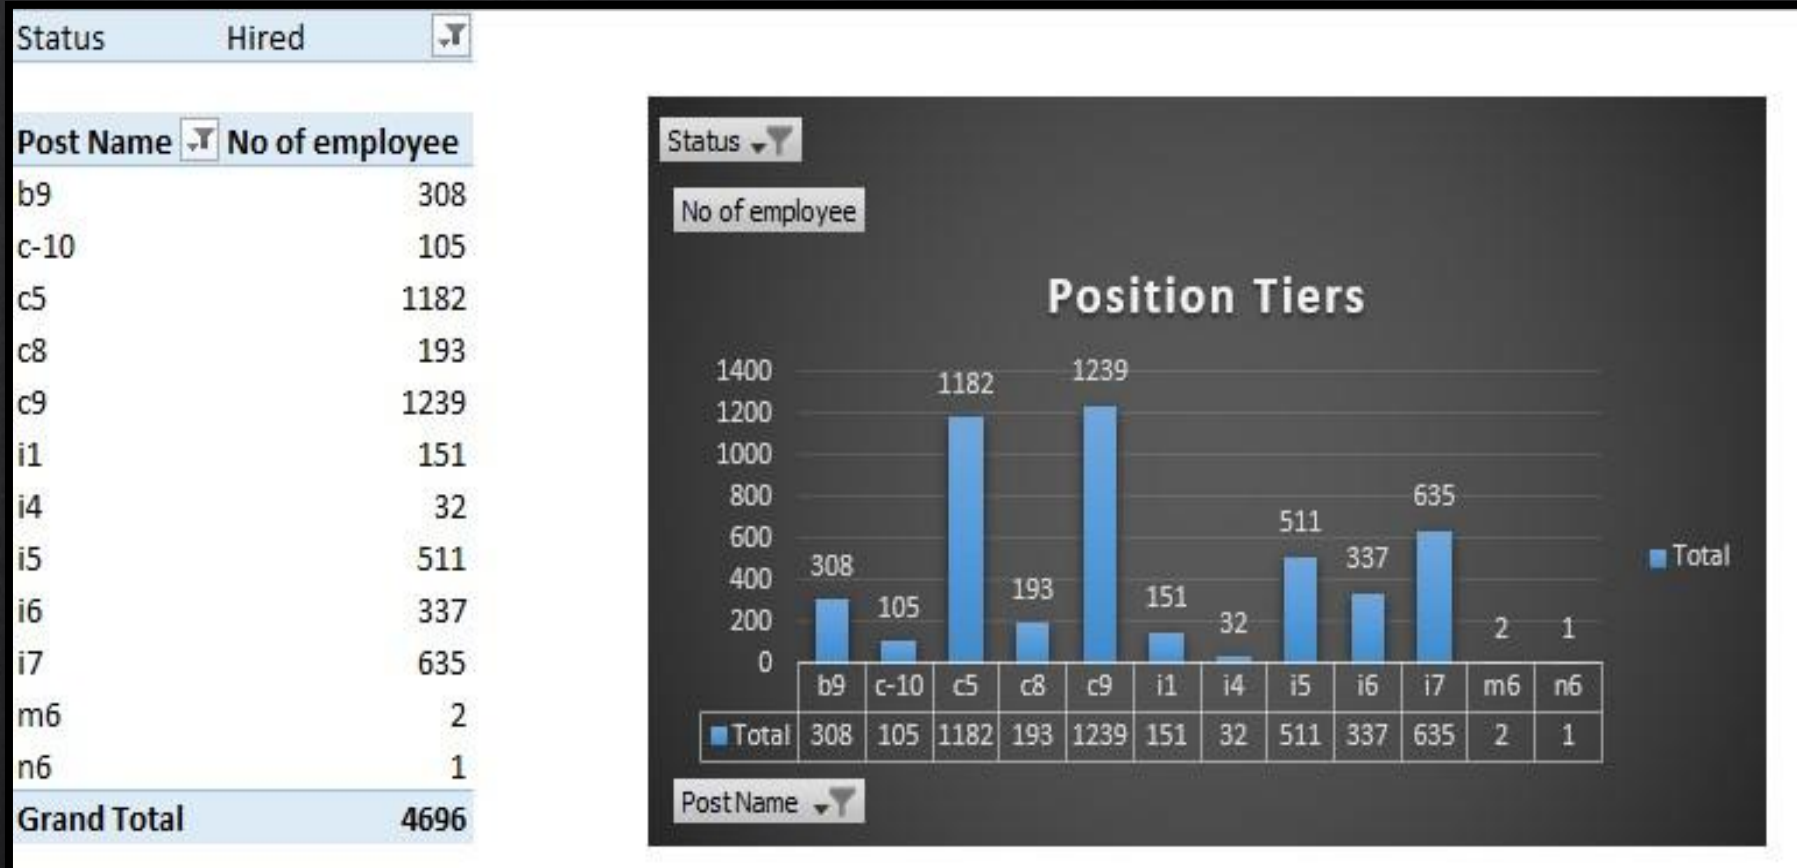 Status Hired
Post Name No of employee
b9 308
c-10 105
c5 1182
c8 193
c9 1239
i1 151
i4 32
i5 511
i6 337
i7 635
m6 2
n6 1
Grand Total 4696
Status
No of employee
Position Tiers
1400
1200
1000
800
600
400
200
0
308 105 1182 193 1239 151 32 511 337 635 2 1
b9 c-10 c5 c8 c9 i1 i4 i5 i6 i7 m6 n6
Total 308 105 1182 193 1239 151 32 511 337 635 2 1
Total
Post Name